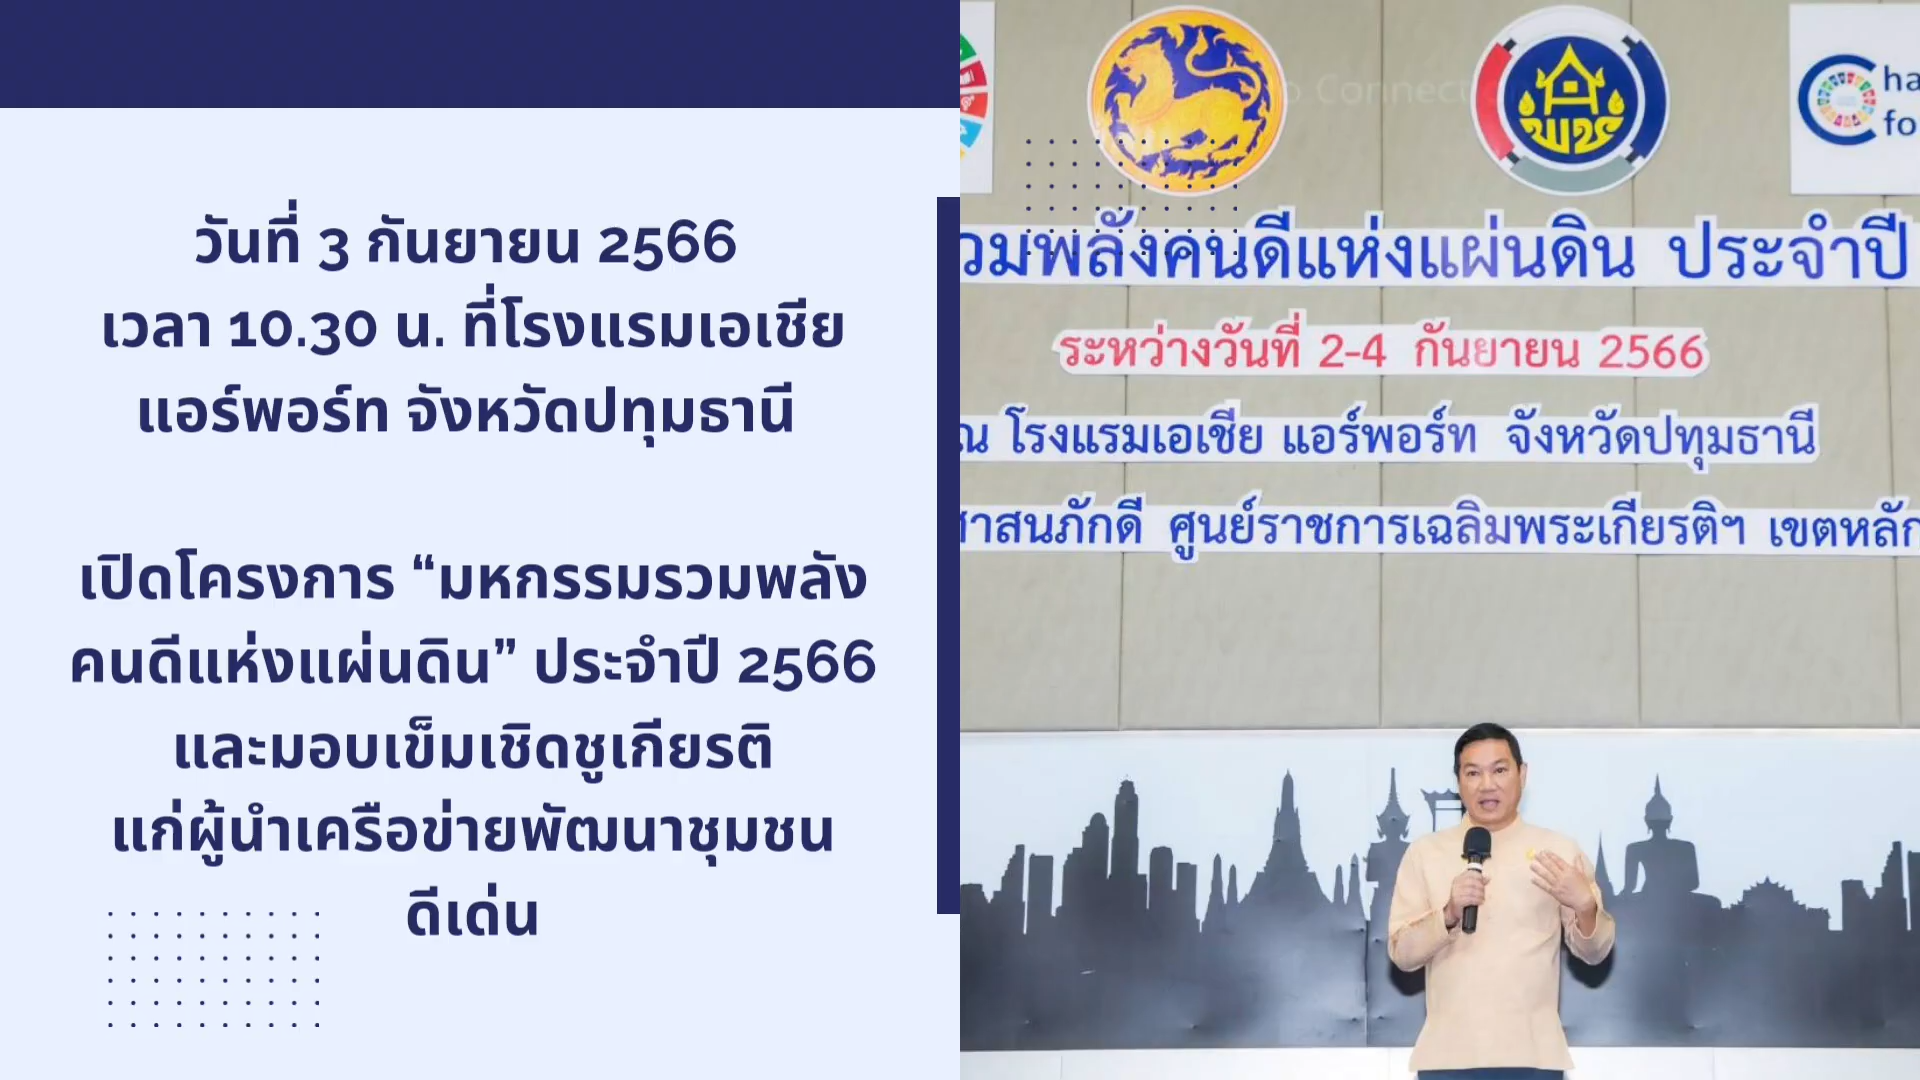 วันที่ 3 กันยายน 2566
เวลา 10.30 น. ที่โรงแรมเอเชีย
แอร์พอร์ท จังหวัดปทุมธานี
เปิดโครงการ “มหกรรมรวมพลัง
คนดีแห่งแผ่นดิน” ประจำปี 2566
และมอบเข็มเชิดชูเกียรติ
แก่ผู้นำเครือข่ายพัฒนาชุมชน
ดีเด่น
พช
ha
fo
วมพลังคนดีแห่งแผ่นดิน ประจำปี
ระหว่างวันที่ 2-4 กันยายน 2566
ณ โรงแรมเอเชีย แอร์พอร์ท จังหวัดปทุมธานี
าสนภักดี ศูนย์ราชการเฉลิมพระเกียรติฯ เขตหลัก